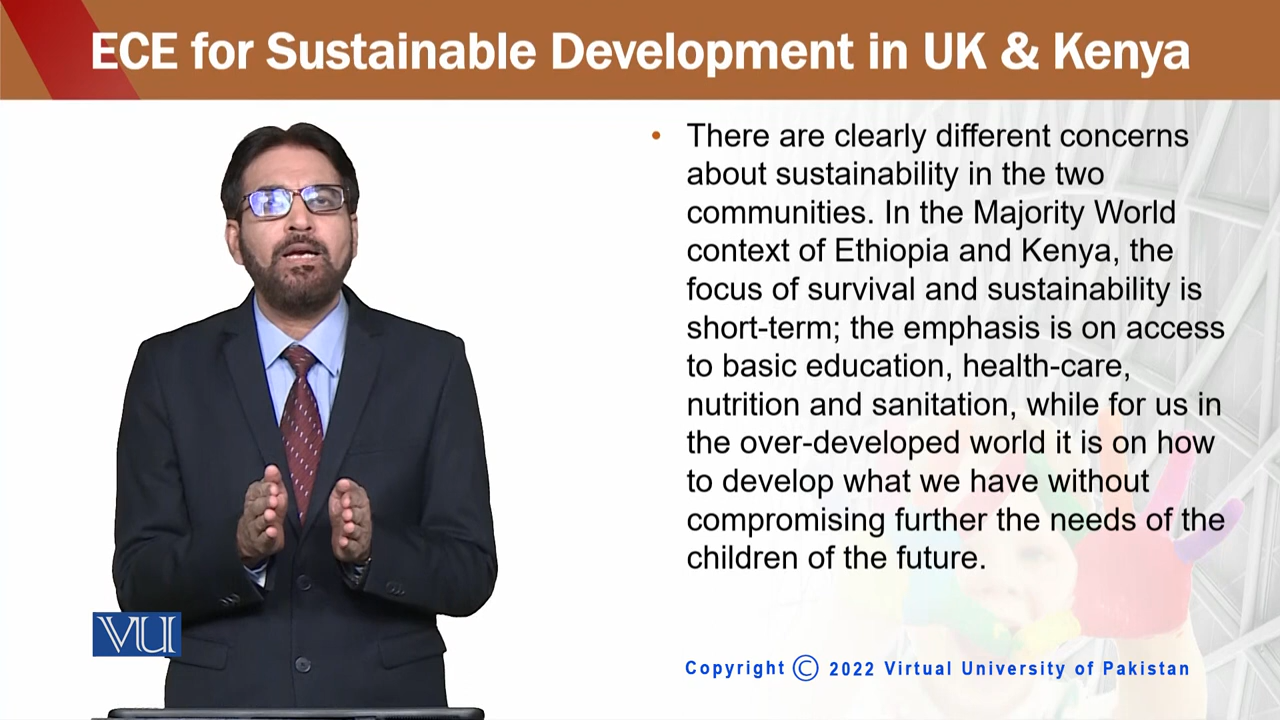 ECE for Sustainable Development in UK & Kenya
• There are clearly different concerns
about sustainability in the two
communities. In the Majority World
context of Ethiopia and Kenya, the
focus of survival and sustainability is
short-term; the emphasis is on access
to basic education, health-care,
nutrition and sanitation, while for us in
the over-developed world it is on how
to develop what we have without
compromising further the needs of the
children of the future.
VU
Copyright © 2022 Virtual University of Pakistan